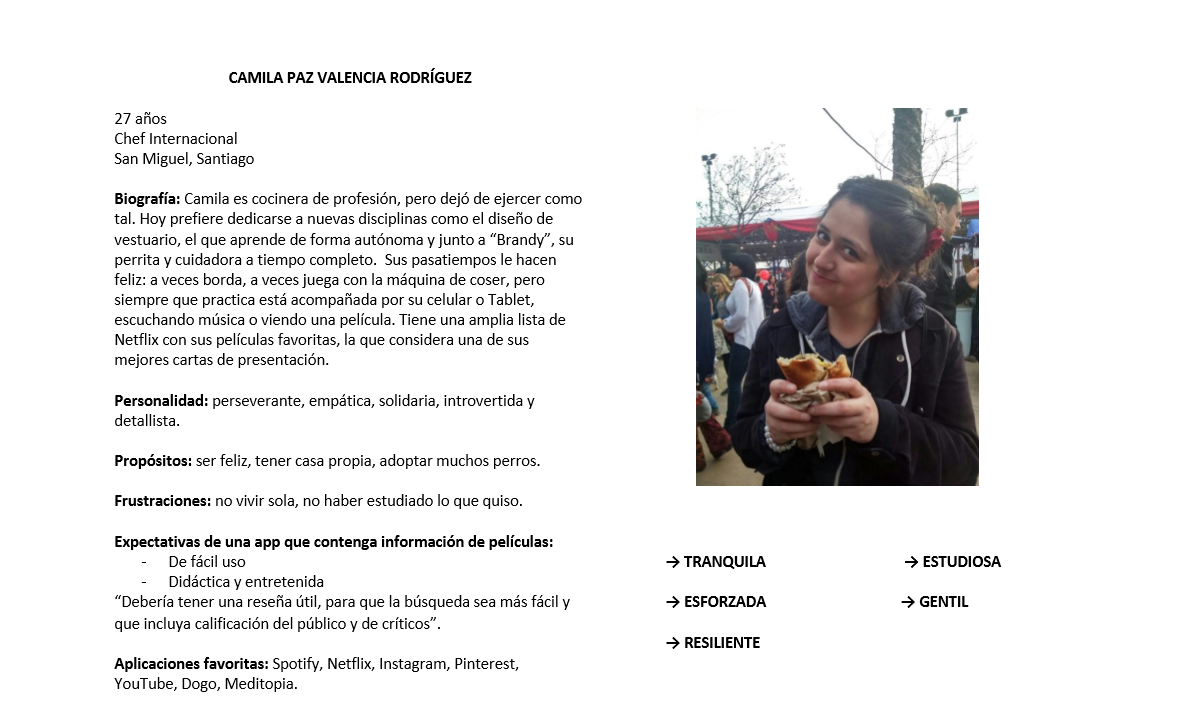 CAMILA PAZ VALENCIA RODRÍGUEZ
27 años
Chef Internacional
San Miguel, Santiago
Biografía: Camila es cocinera de profesión, pero dejó de ejercer como
tal. Hoy prefiere dedicarse a nuevas disciplinas como el diseño de
vestuario, el que aprende de forma autónoma y junto a “Brandy”, su
perrita y cuidadora a tiempo completo.  Sus pasatiempos le hacen
feliz: a veces borda, a veces juega con la máquina de coser, pero
siempre que practica está acompañada por su celular o Tablet,
escuchando música o viendo una película. Tiene una amplia lista de
Netflix con sus películas favoritas, la que considera una de sus
mejores cartas de presentación.
Personalidad: perseverante, empática, solidaria, introvertida y
detallista.
Propósitos: ser feliz, tener casa propia, adoptar muchos perros.
Frustraciones: no vivir sola, no haber estudiado lo que quiso.
Expectativas de una app que contenga información de películas:
- De fácil uso
- Didáctica y entretenida
“Debería tener una reseña útil, para que la búsqueda sea más fácil y
que incluya calificación del público y de críticos”.
Aplicaciones favoritas: Spotify, Netflix, Instagram, Pinterest,
YouTube, Dogo, Meditopia.
→ TRANQUILA
→ ESTUDIOSA
→ ESFORZADA
→ GENTIL
→ RESILIENTE